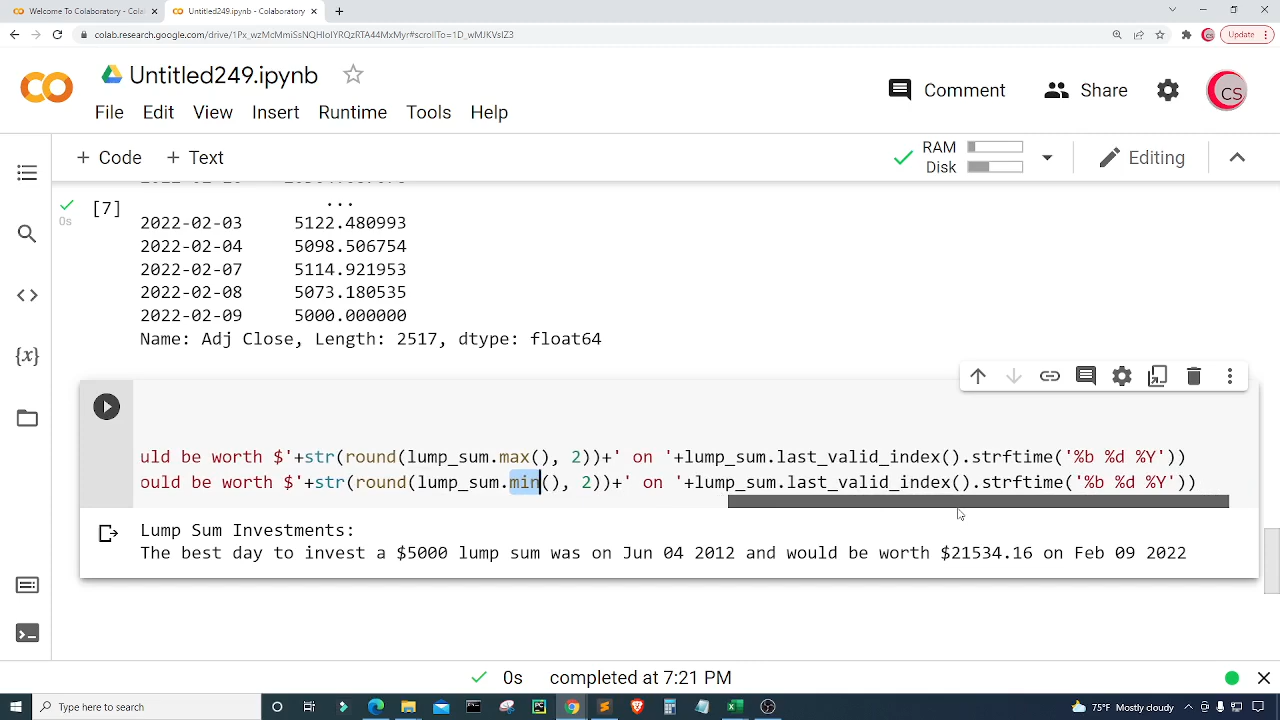 Welcome To Colaboratory - Colal
Untitled249.ipynb - Colaboratory
colab.research.google.com/drive/1Px_wzMcMmiSsNQHIoIYRQzRTA44MxMyr#scrollTo=1D_wMJKVsIZ3
Update
Untitled249.ipynb
File Edit View Insert Runtime Tools Help
Comment Share CS
+ Code + Text
RAM
Disk
Editing
...
[7]
0s
2022-02-03 5122.480993
2022-02-04 5098.506754
2022-02-07 5114.921953
2022-02-08 5073.180535
2022-02-09 5000.000000
Name: Adj Close, Length: 2517, dtype: float64
{x}
uld be worth $'+str(round(lump_sum.max(), 2))+' on '+lump_sum.last_valid_index().strftime('%b %d %Y'))
ould be worth $'+str(round(lump_sum.min(), 2))+' on '+lump_sum.last_valid_index().strftime('%b %d %Y'))
Lump Sum Investments:
The best day to invest a $5000 lump sum was on Jun 04 2012 and would be worth $21534.16 on Feb 09 2022
0s completed at 7:21 PM
Type here to search
73°F Mostly cloudy